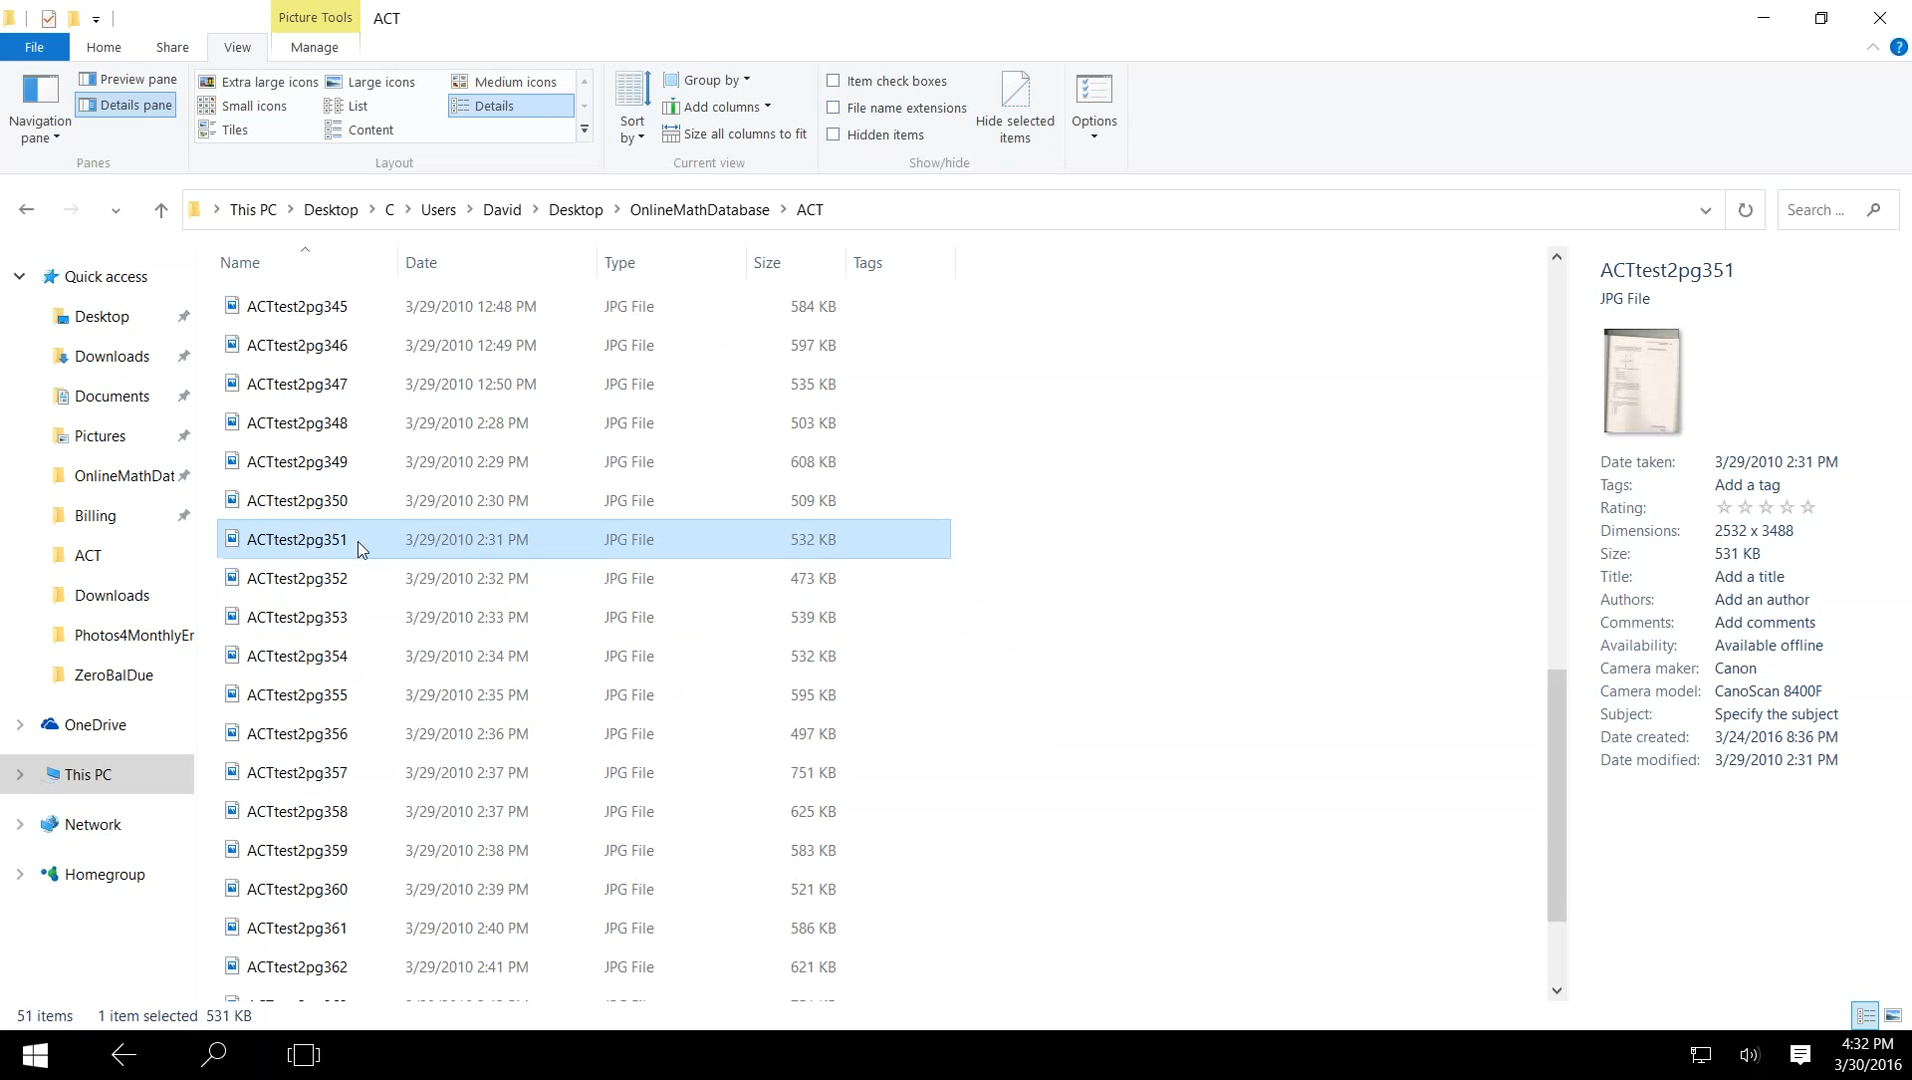 Picture Tools ACT
File Home Share View Manage
Navigation pane
Preview pane
Details pane
Panes
Extra large icons Large icons Medium icons
Small icons List Details
Tiles Content
Layout
Sort by
Group by
Add columns
Size all columns to fit
Current view
Item check boxes
File name extensions
Hidden items
Hide selected items
Show/hide
Options
This PC Desktop C Users David Desktop OnlineMathDatabase ACT
Search ...
Quick access
Desktop
Downloads
Documents
Pictures
OnlineMathDat
Billing
ACT
Downloads
Photos4MonthlyEr
ZeroBalDue
OneDrive
This PC
Network
Homegroup
Name Date Type Size Tags
ACTtest2pg345 3/29/2010 12:48 PM JPG File 584 KB
ACTtest2pg346 3/29/2010 12:49 PM JPG File 597 KB
ACTtest2pg347 3/29/2010 12:50 PM JPG File 535 KB
ACTtest2pg348 3/29/2010 2:28 PM JPG File 503 KB
ACTtest2pg349 3/29/2010 2:29 PM JPG File 608 KB
ACTtest2pg350 3/29/2010 2:30 PM JPG File 509 KB
ACTtest2pg351 3/29/2010 2:31 PM JPG File 532 KB
ACTtest2pg352 3/29/2010 2:32 PM JPG File 473 KB
ACTtest2pg353 3/29/2010 2:33 PM JPG File 539 KB
ACTtest2pg354 3/29/2010 2:34 PM JPG File 532 KB
ACTtest2pg355 3/29/2010 2:35 PM JPG File 595 KB
ACTtest2pg356 3/29/2010 2:36 PM JPG File 497 KB
ACTtest2pg357 3/29/2010 2:37 PM JPG File 751 KB
ACTtest2pg358 3/29/2010 2:37 PM JPG File 625 KB
ACTtest2pg359 3/29/2010 2:38 PM JPG File 583 KB
ACTtest2pg360 3/29/2010 2:39 PM JPG File 521 KB
ACTtest2pg361 3/29/2010 2:40 PM JPG File 586 KB
ACTtest2pg362 3/29/2010 2:41 PM JPG File 621 KB
ACTtest2pg351
JPG File
Date taken: 3/29/2010 2:31 PM
Tags: Add a tag
Rating:
Dimensions: 2532 x 3488
Size: 531 KB
Title: Add a title
Authors: Add an author
Comments: Add comments
Availability: Available offline
Camera maker: Canon
Camera model: CanoScan 8400F
Subject: Specify the subject
Date created: 3/24/2016 8:36 PM
Date modified: 3/29/2010 2:31 PM
51 items 1 item selected 531 KB
4:32 PM
3/30/2016